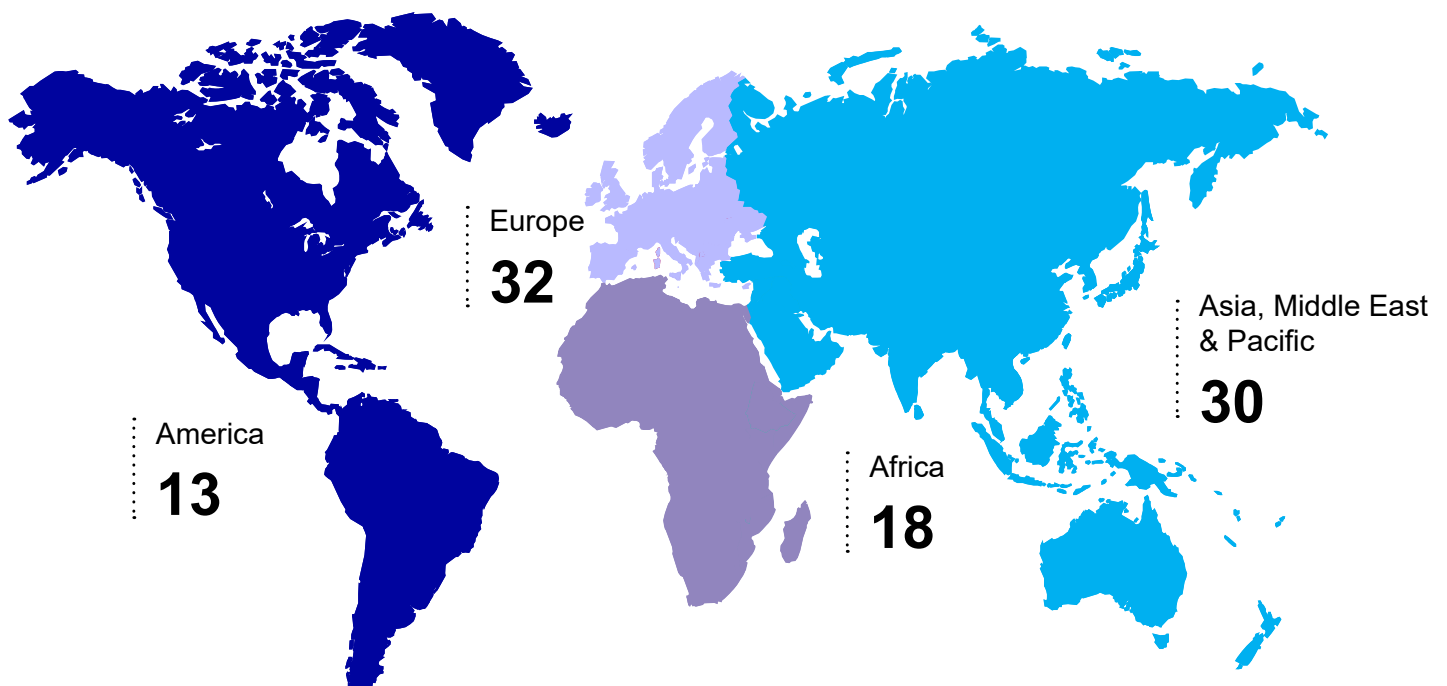 Europe
32
Asia, Middle East
& Pacific
30
America
13
Africa
18